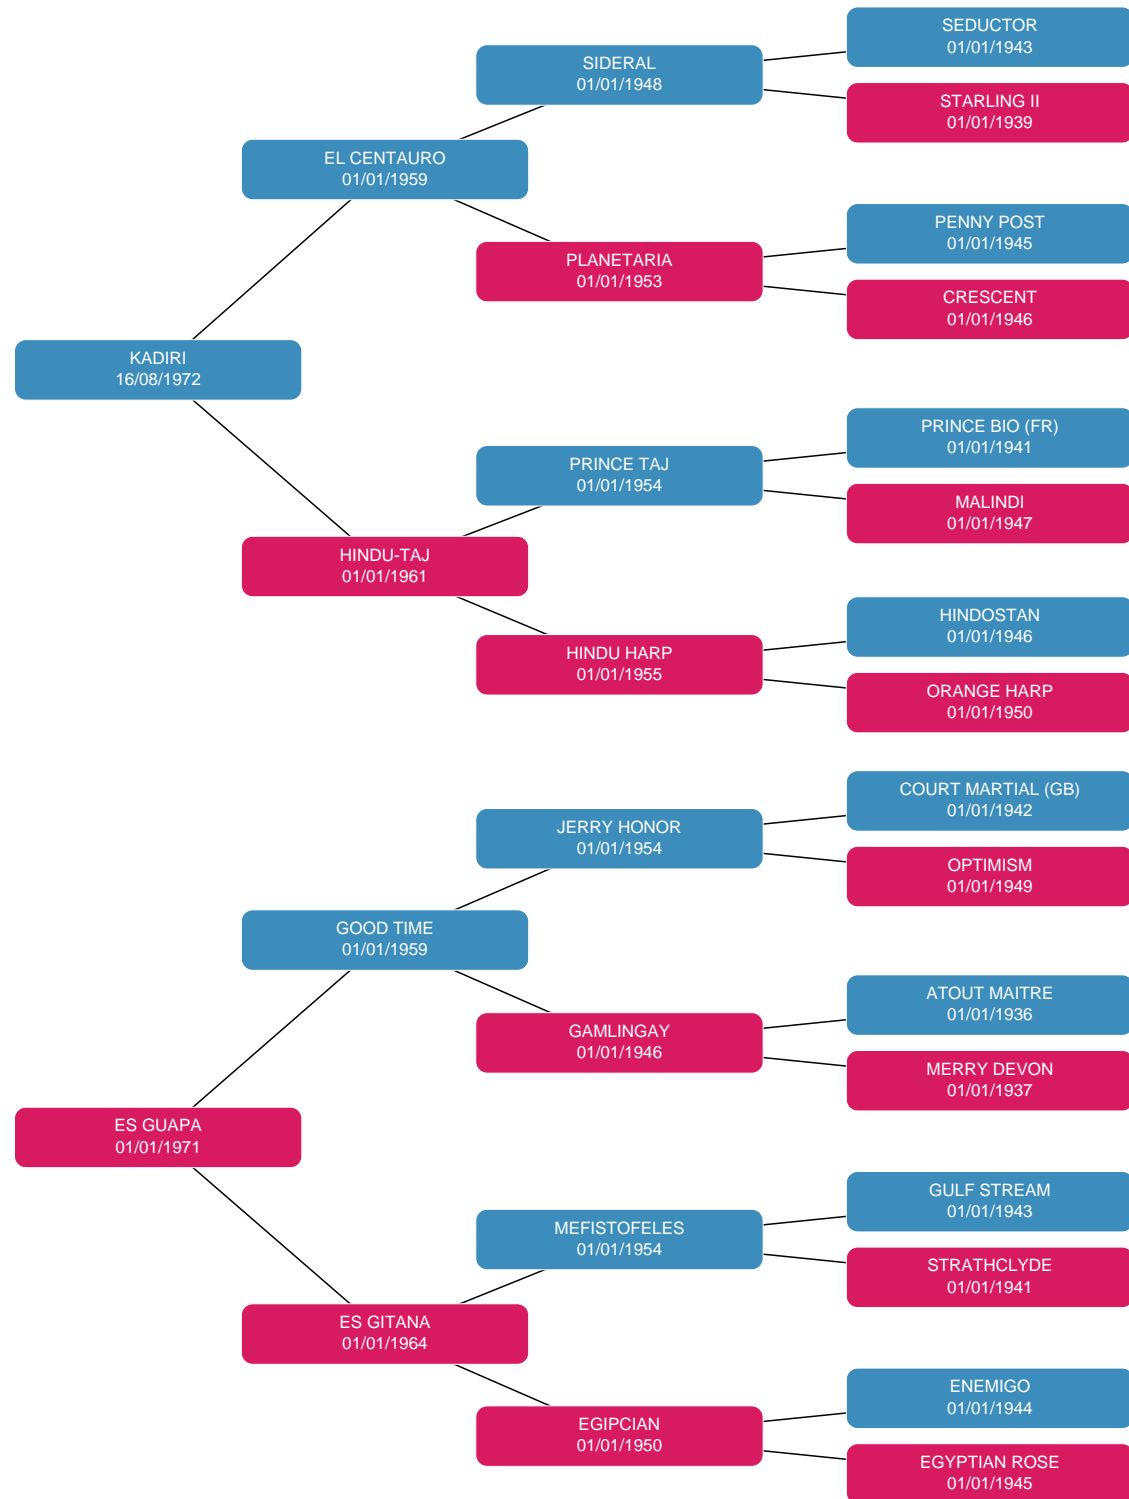 SEDUCTOR
01/01/1943
SIDERAL
01/01/1948
STARLING II
01/01/1939
EL CENTAURO
01/01/1959
PENNY POST
01/01/1945
PLANETARIA
01/01/1953
CRESCENT
01/01/1946
KADIRI
16/08/1972
PRINCE BIO (FR)
01/01/1941
PRINCE TAJ
01/01/1954
MALINDI
01/01/1947
HINDU-TAJ
01/01/1961
HINDOSTAN
01/01/1946
HINDU HARP
01/01/1955
ORANGE HARP
01/01/1950
COURT MARTIAL (GB)
01/01/1942
JERRY HONOR
01/01/1954
OPTIMISM
01/01/1949
GOOD TIME
01/01/1959
ATOUT MAITRE
01/01/1936
GAMLINGAY
01/01/1946
MERRY DEVON
01/01/1937
ES GUAPA
01/01/1971
GULF STREAM
01/01/1943
MEFISTOFELES
01/01/1954
STRATHCLYDE
01/01/1941
ES GITANA
01/01/1964
ENEMIGO
01/01/1944
EGIPCIAN
01/01/1950
EGYPTIAN ROSE
01/01/1945